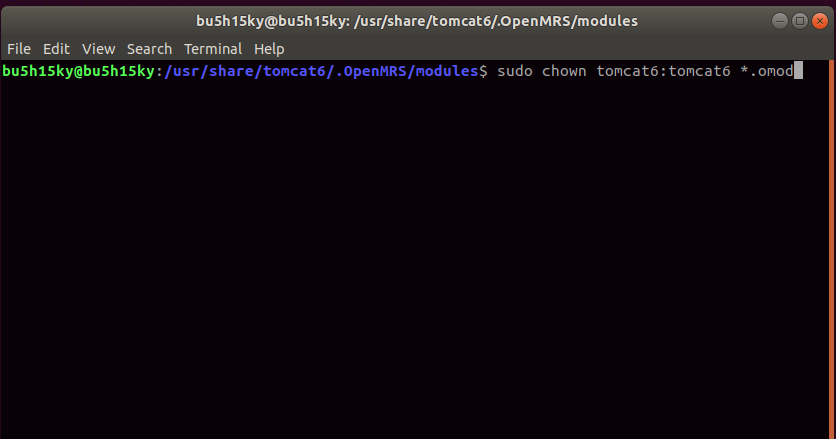 bu5h15ky@bu5h15ky: /usr/share/tomcat6/.OpenMRS/modules
File Edit View Search Terminal Help
bu5h15ky@bu5h15ky:/usr/share/tomcat6/.OpenMRS/modules$ sudo chown tomcat6:tomcat6 *.omod